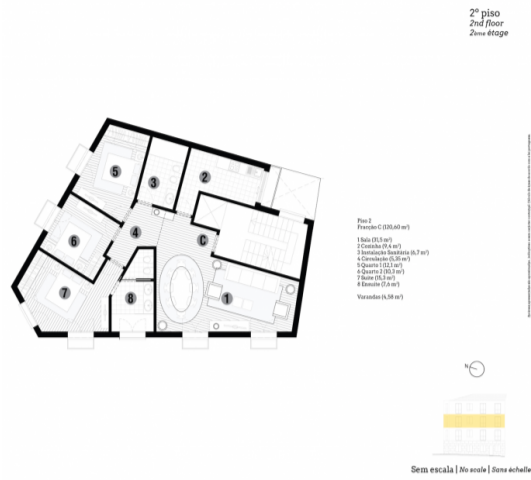 2º piso
2nd floor
2ème étage
5
3
2
6
4
C
7
8
1
Piso 2
Fracção C (120,60 m²)
1 Sala (31,5 m²)
2 Cozinha (9,4 m²)
3 Instalação Sanitária (6,7 m²)
4 Circulação (5,35 m²)
5 Quarto 1 (12,1 m²)
6 Quarto 2 (10,3 m²)
7 Suite (15,3 m²)
8 Ensuite (7,6 m²)
Varandas (4,58 m²)
N
Sem escala | No scale | Sans échelle